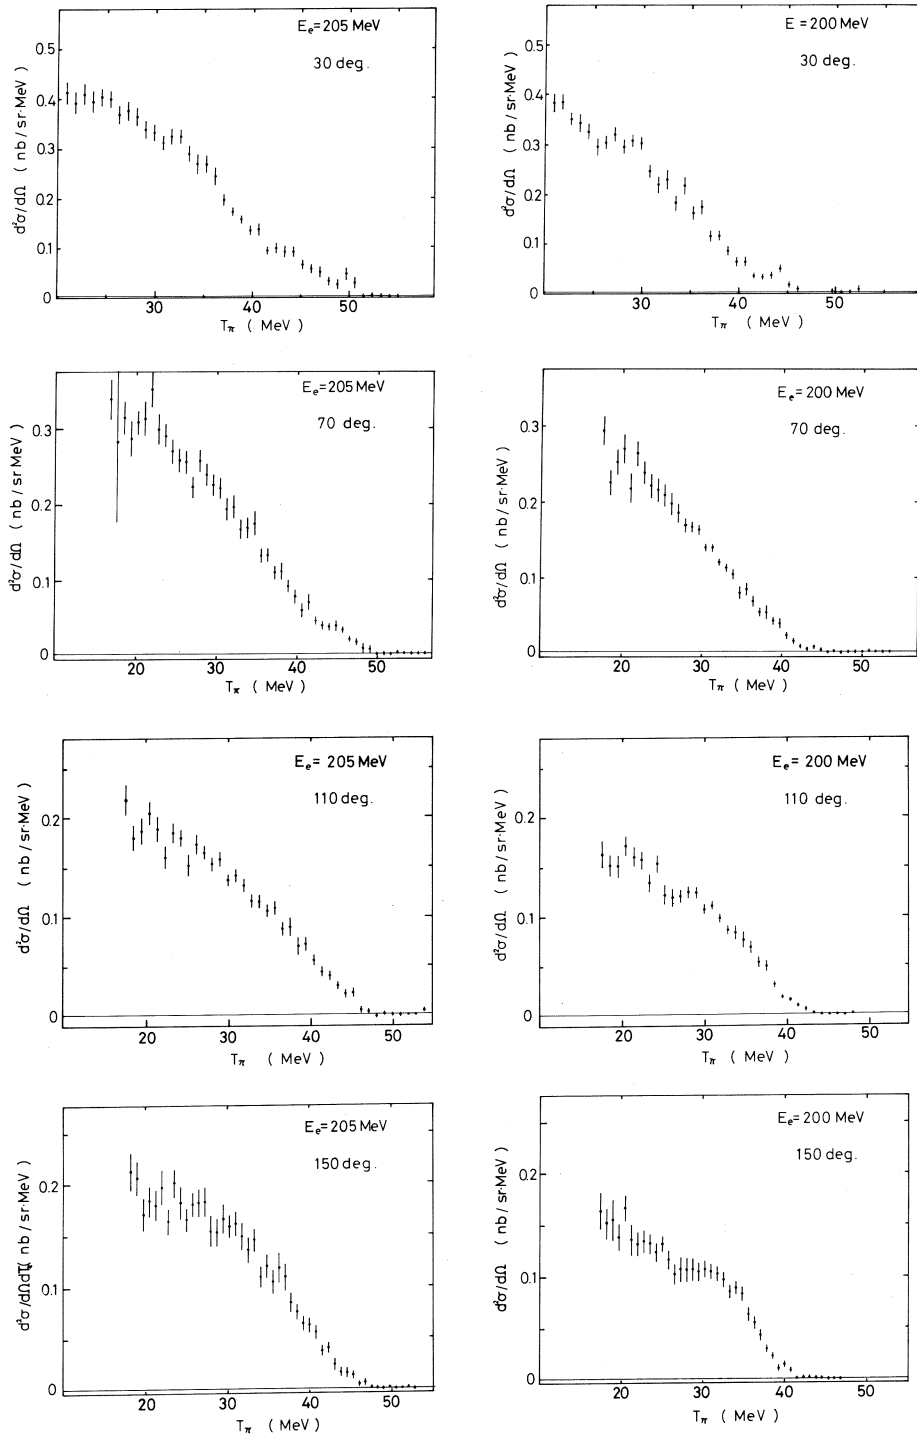 E_e=205 MeV
30 deg.
d²σ/dΩ ( nb / sr·MeV )
0.5
0.4
0.3
0.2
0.1
0
30
40
50
T_π ( MeV )
E =200 MeV
30 deg.
d²σ/dΩ ( nb / sr·MeV )
0.5
0.4
0.3
0.2
0.1
0
30
40
50
T_π ( MeV )
E_e=205 MeV
70 deg.
d²σ/dΩ ( nb / sr MeV )
0.3
0.2
0.1
0
20
30
40
50
T_π ( MeV )
E_e=200 MeV
70 deg.
d²σ/dΩ ( nb / sr·MeV )
0.3
0.2
0.1
0
20
30
40
50
T_π ( MeV )
E_e= 205 MeV
110 deg.
d²σ/dΩ ( nb / sr·MeV )
0.2
0.1
0
20
30
40
50
T_π ( MeV )
E_e= 200 MeV
110 deg.
d²σ/dΩ ( nb / sr·MeV )
0.2
0.1
0
20
30
40
50
T_π ( MeV )
E_e=205 MeV
150 deg.
d²σ/dΩdT( nb / sr·MeV )
0.2
0.1
0
20
30
40
50
T_π ( MeV )
E_e=200 MeV
150 deg.
d²σ/dΩ ( nb / sr·MeV )
0.2
0.1
0
20
30
40
50
T_π ( MeV )